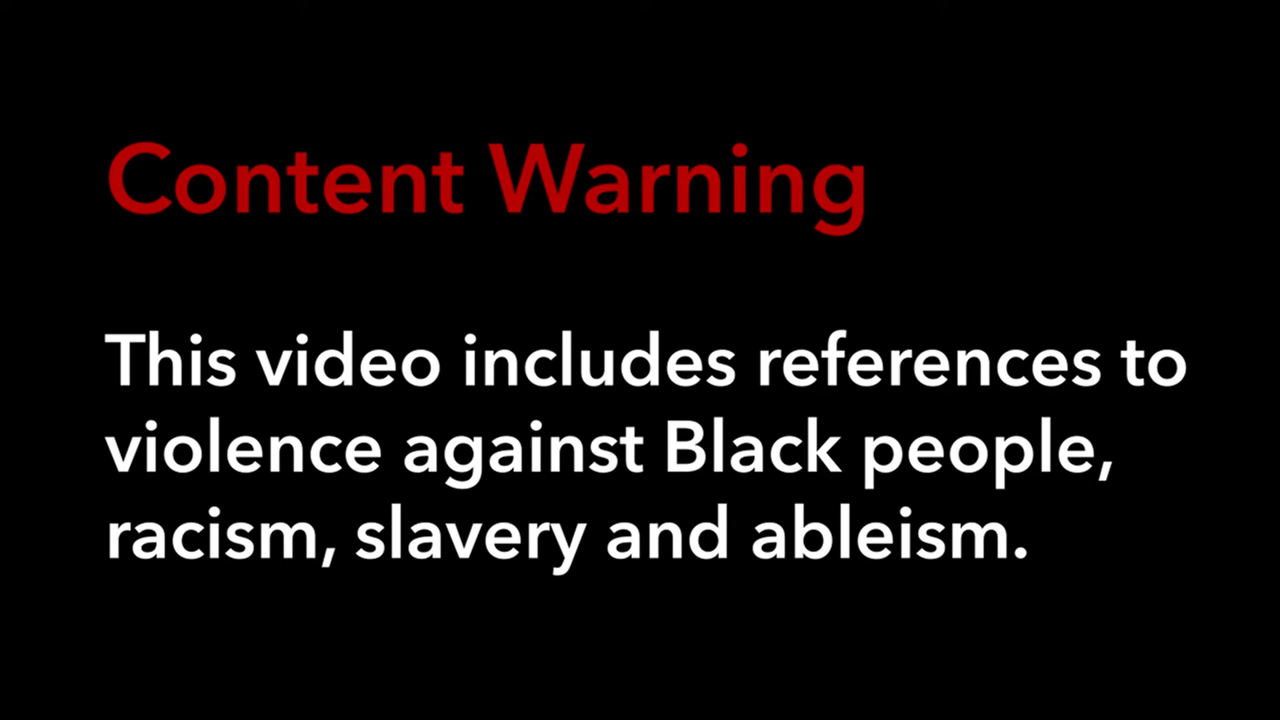 Content Warning
This video includes references to
violence against Black people,
racism, slavery and ableism.